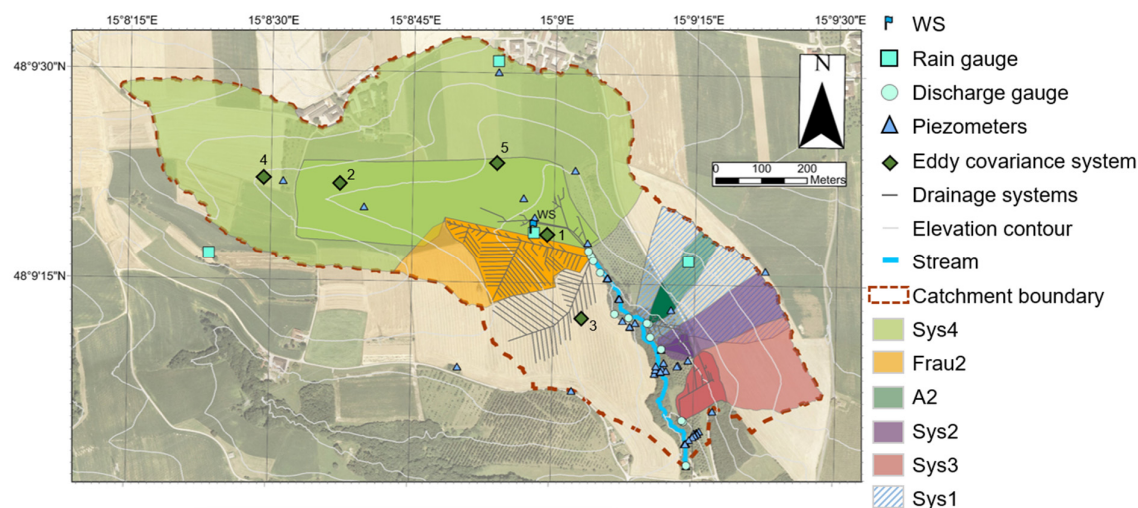 15°8'15"E 15°8'30"E 15°8'45"E 15°9'E 15°9'15"E 15°9'30"E
48°9'30"N
48°9'15"N
N
0 200 400 600
Meters
4
2
5
WS
1
3
WS
Rain gauge
Discharge gauge
Piezometers
Eddy covariance system
Drainage systems
Elevation contour
Stream
Catchment boundary
Sys4
Frau2
A2
Sys2
Sys3
Sys1